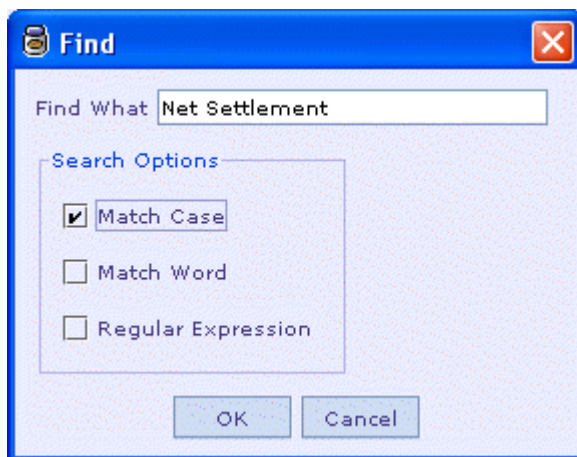 Find
Find What Net Settlement
Search Options
Match Case
Match Word
Regular Expression
OK Cancel